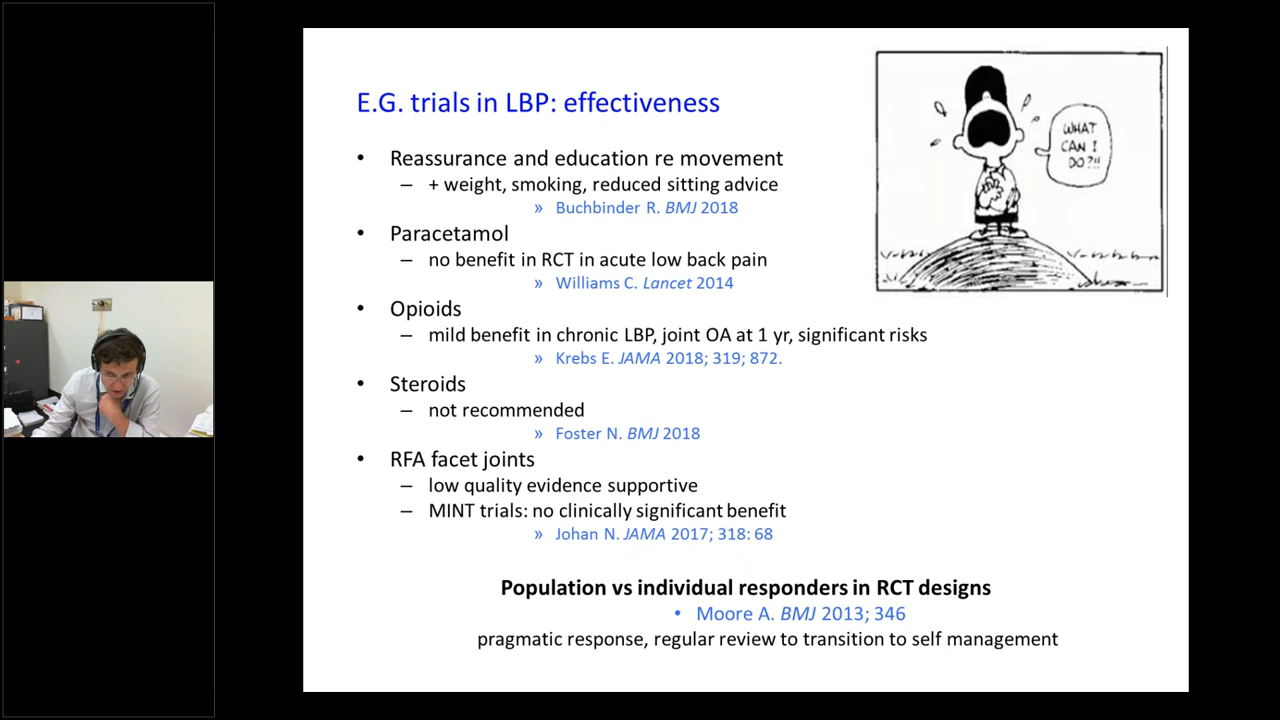 E.G. trials in LBP: effectiveness
WHAT
CAN I
DO?!!
• Reassurance and education re movement
– + weight, smoking, reduced sitting advice
» Buchbinder R. BMJ 2018
• Paracetamol
– no benefit in RCT in acute low back pain
» Williams C. Lancet 2014
• Opioids
– mild benefit in chronic LBP, joint OA at 1 yr, significant risks
» Krebs E. JAMA 2018; 319; 872.
• Steroids
– not recommended
» Foster N. BMJ 2018
• RFA facet joints
– low quality evidence supportive
– MINT trials: no clinically significant benefit
» Johan N. JAMA 2017; 318: 68
Population vs individual responders in RCT designs
• Moore A. BMJ 2013; 346
pragmatic response, regular review to transition to self management